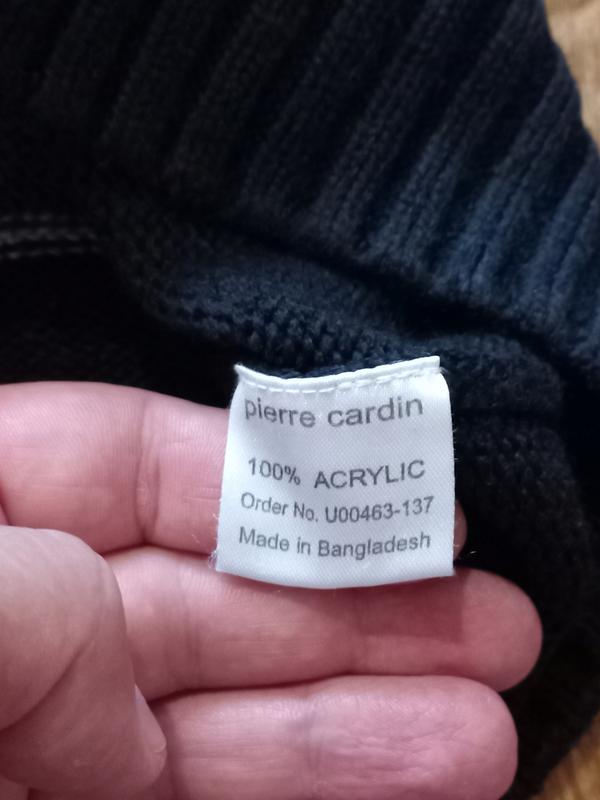 pierre cardin
100% ACRYLIC
Order No. U00463-137
Made in Bangladesh